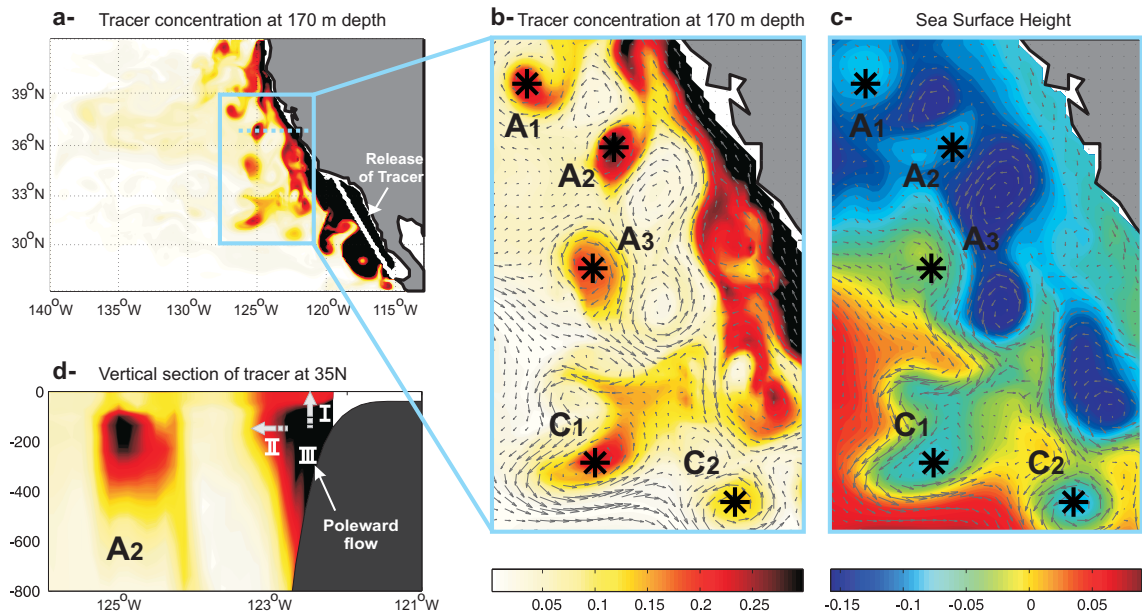 a- Tracer concentration at 170 m depth
39°N
36°N
33°N
30°N
140°W 135°W 130°W 125°W 120°W 115°W
Release
of Tracer
b- Tracer concentration at 170 m depth
A1
A2
A3
C1
C2
0.05 0.1 0.15 0.2 0.25
c- Sea Surface Height
A1
A2
A3
C1
C2
-0.15 -0.1 -0.05 0 0.05
d- Vertical section of tracer at 35N
0
-200
-400
-600
-800
125°W 123°W 121°W
I
II
III
Poleward
flow
A2